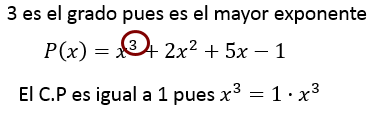 3 es el grado pues es el mayor exponente
P(x) = x³ + 2x² + 5x − 1
El C.P es igual a 1 pues x³ = 1 · x³